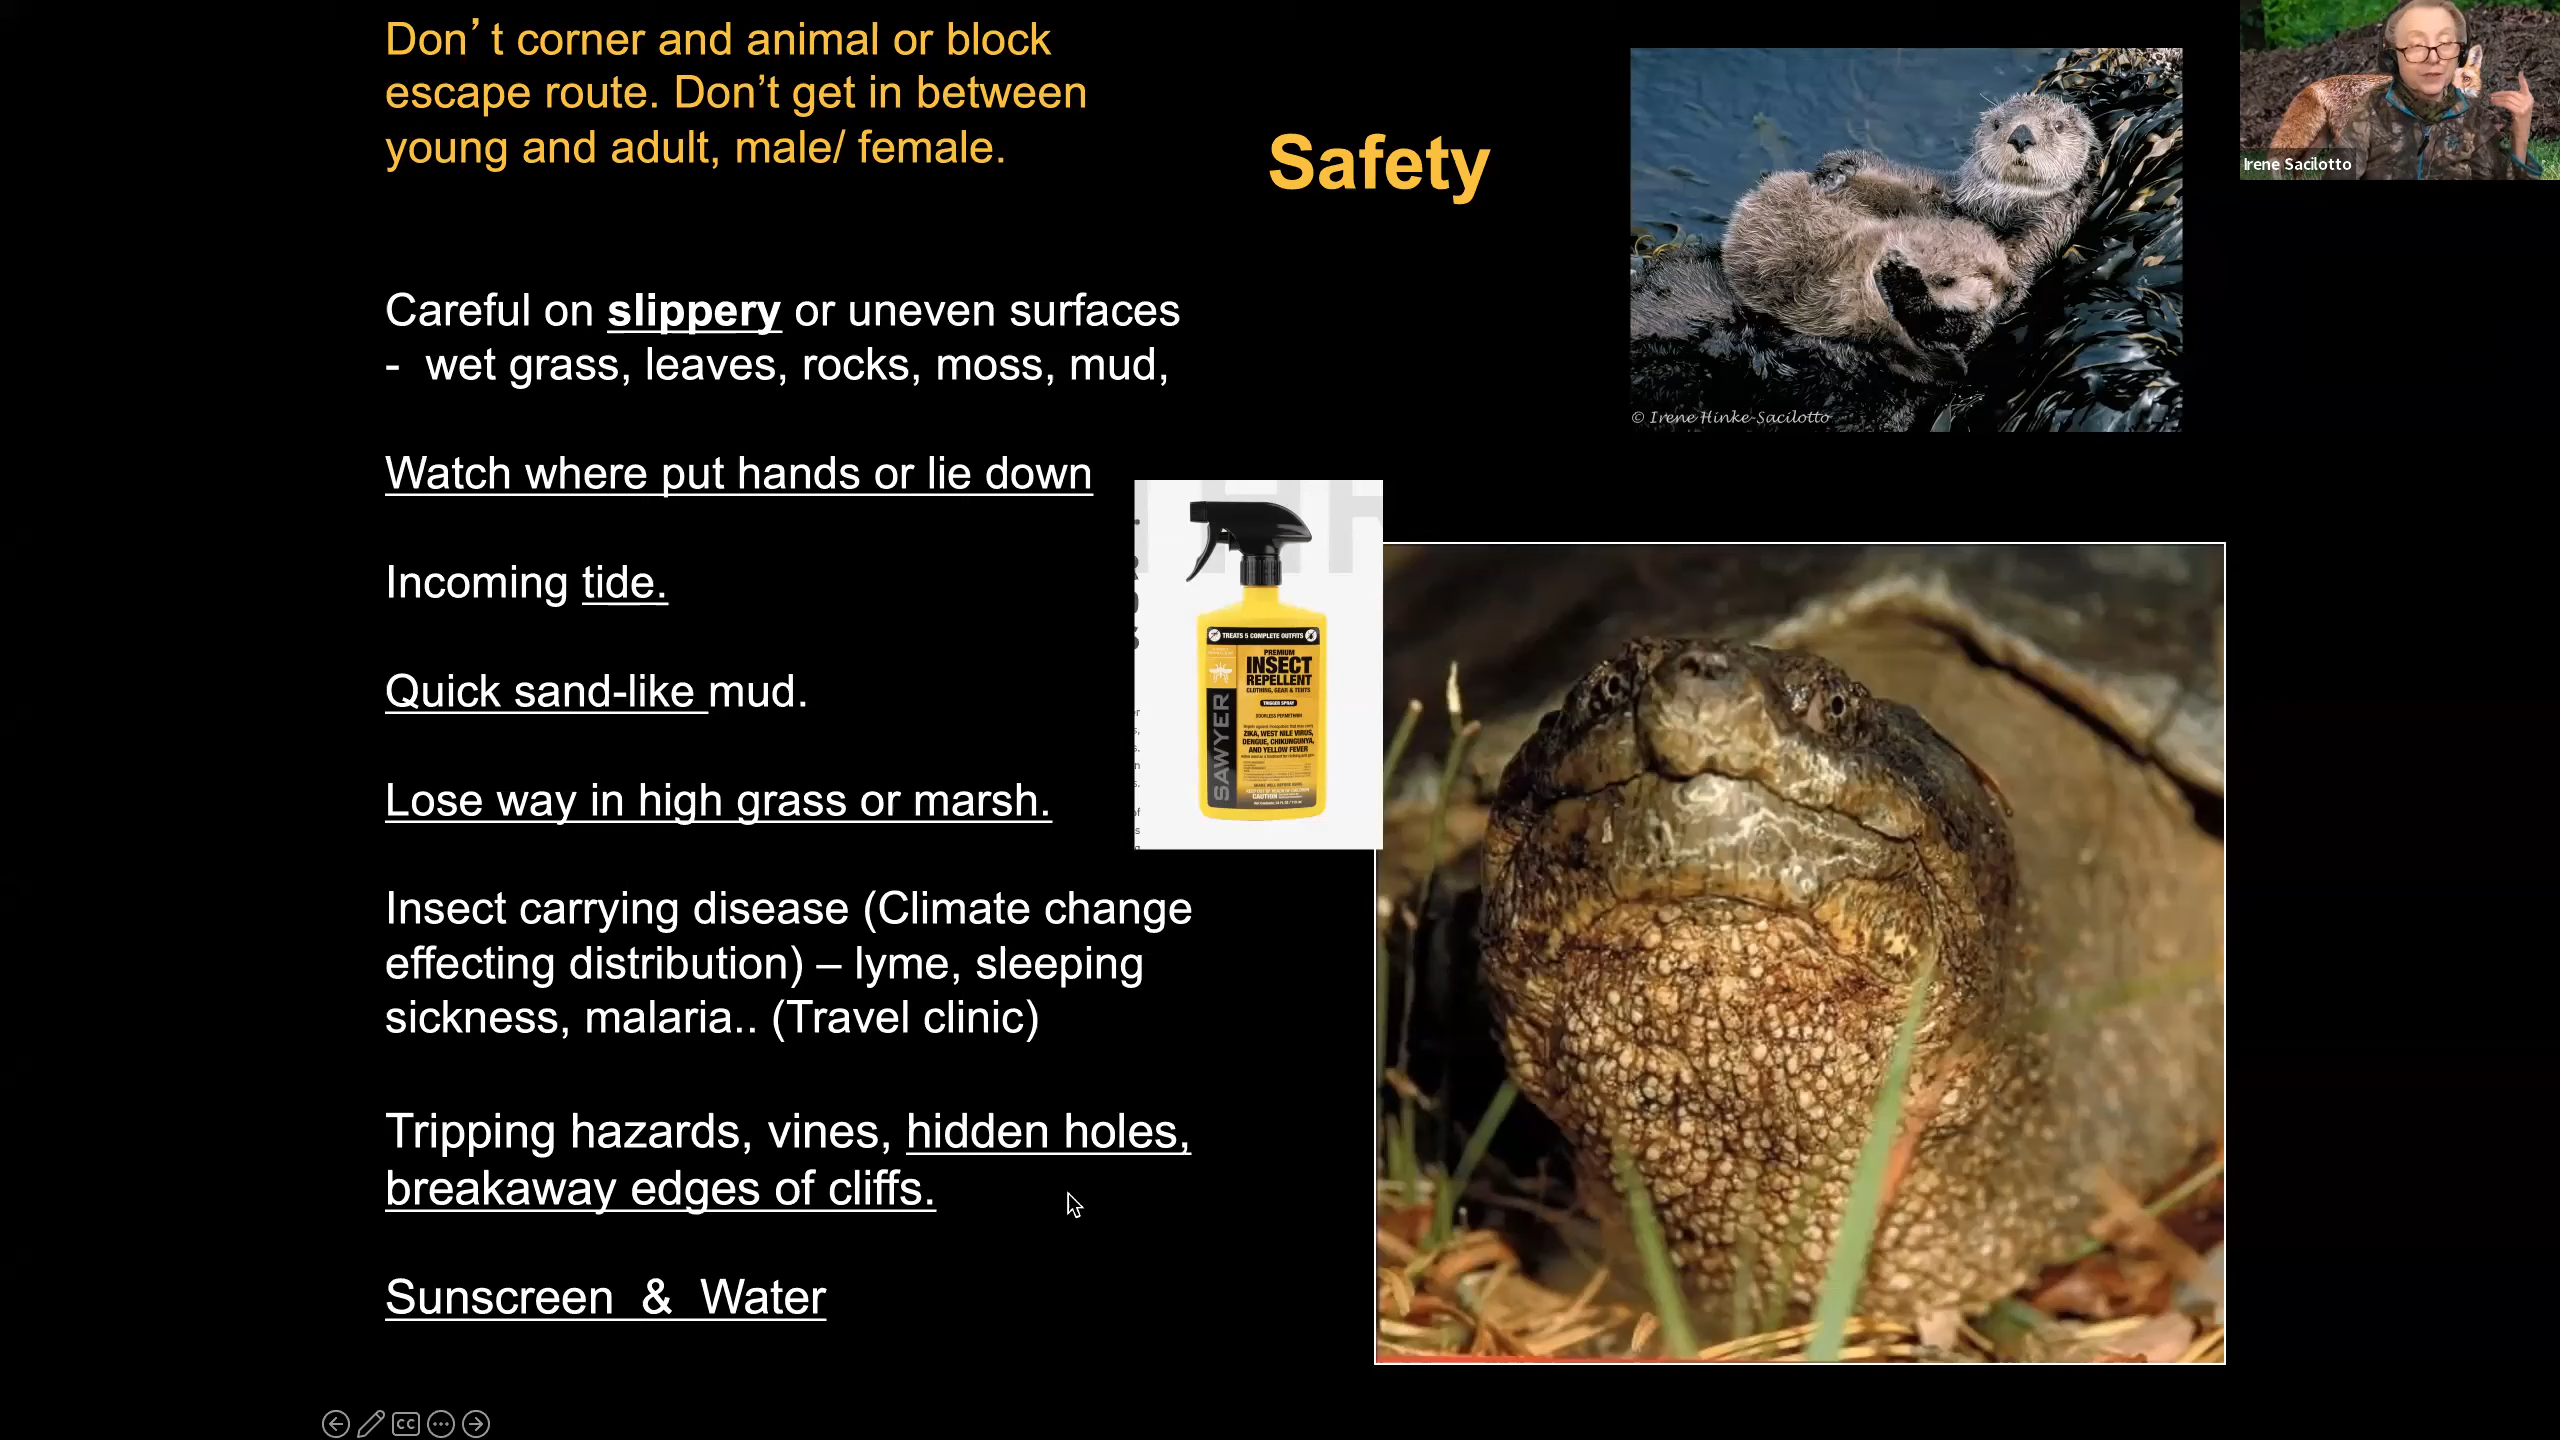 Don’t corner and animal or block
escape route. Don’t get in between
young and adult, male/ female.
Safety
Irene Sacilotto
Careful on slippery or uneven surfaces
- wet grass, leaves, rocks, moss, mud,
© Irene Hinke-Sacilotto
Watch where put hands or lie down
Incoming tide.
Quick sand-like mud.
Lose way in high grass or marsh.
TREATS 5 COMPLETE OUTFITS
PREMIUM
INSECT
REPELLENT
CLOTHING, GEAR & TENTS
TRIGGER SPRAY
ODORLESS PERMETHRIN
ZIKA, WEST NILE VIRUS,
DENGUE, CHIKUNGUNYA,
AND YELLOW FEVER
CAUTION
SAWYER
Insect carrying disease (Climate change
effecting distribution) – lyme, sleeping
sickness, malaria.. (Travel clinic)
Tripping hazards, vines, hidden holes,
breakaway edges of cliffs.
Sunscreen & Water
CC